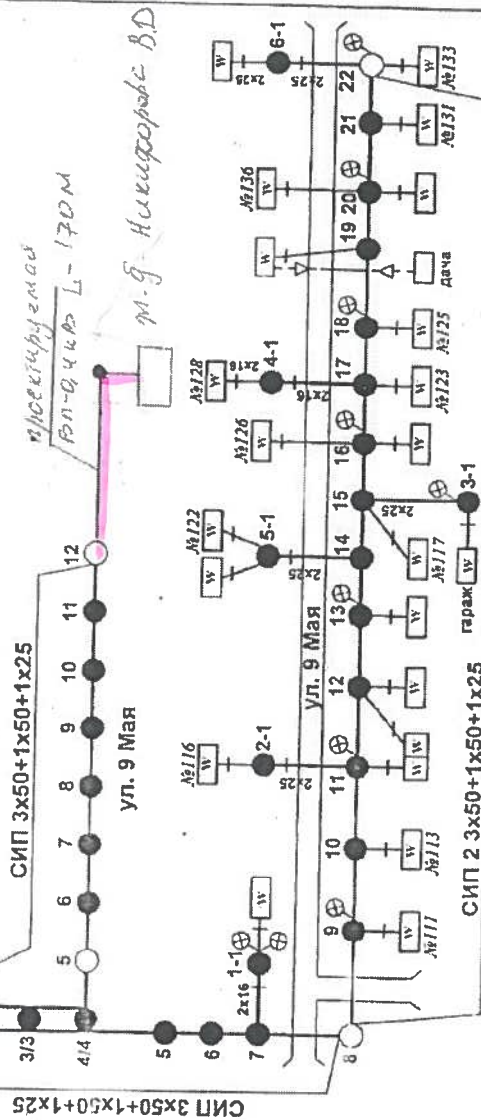 проектируемая
ВЛ-0,4 кВ L - 170 м
ж.д Никифорова В.Д
СИП 3х50+1х50+1х25
3/3
4/4
5
6
7
8
9
10
11
12
ул. 9 Мая
5
6
7
2х16
1-1
W
8
СИП 3х50+1х50+1х25
№116
W
2-1
2х25
№122
W
W
5-1
2х25
№126
W
№128
W
4-1
2х16
2х16
W
№136
W
W
6-1
2х25
2х25
ул. 9 Мая
9
10
11
12
13
14
15
16
17
18
19
20
21
22
W
№111
W
№113
W
W
W
W
W
№117
2х25
3-1
гараж
W
W
W
№123
W
№125
дача
W
W
№131
W
№133
СИП 2 3х50+1х50+1х25